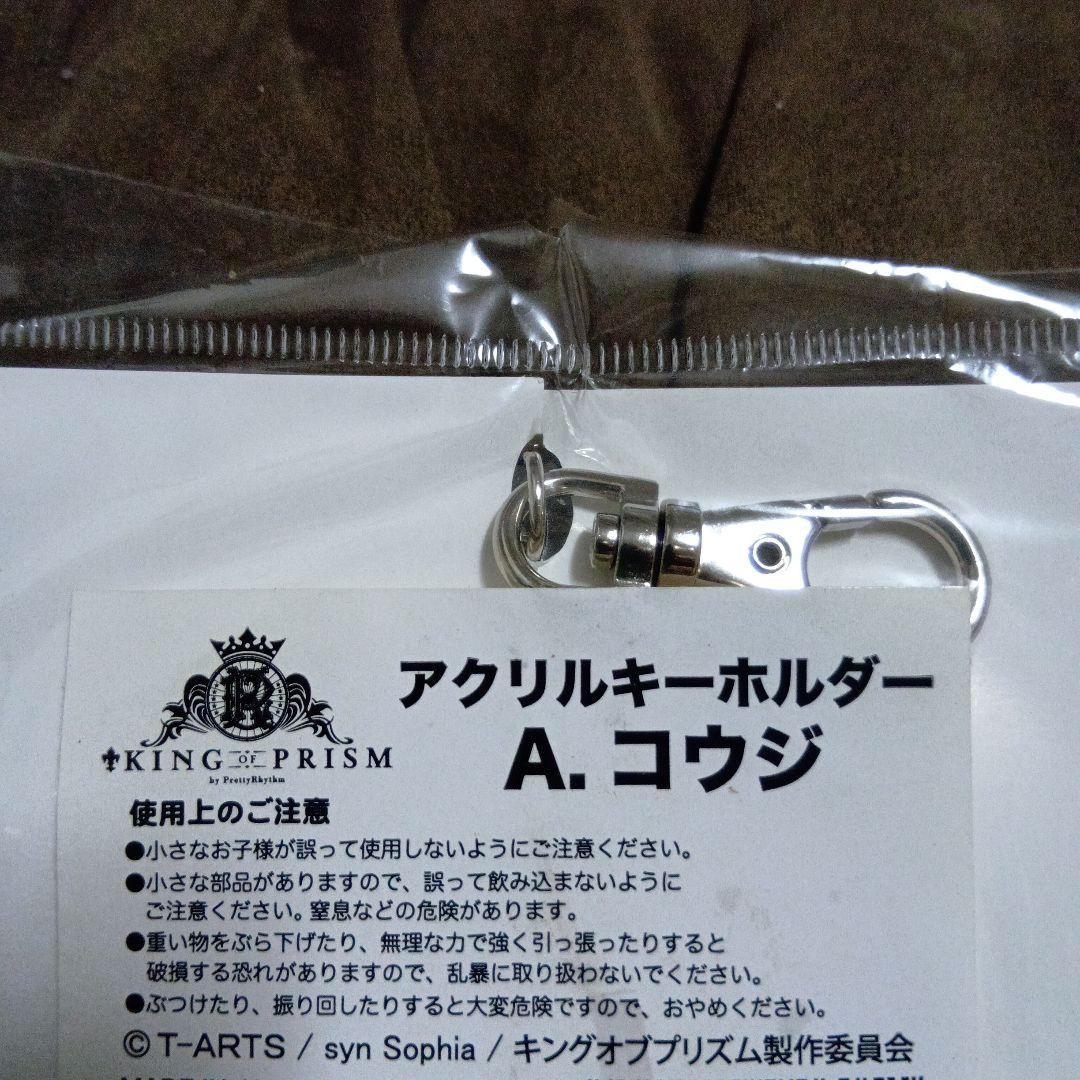 アクリルキーホルダー
A. コウジ
KING OF PRISM
by PrettyRhythm
使用上のご注意
●小さなお子様が誤って使用しないようにご注意ください。
●小さな部品がありますので、誤って飲み込まないように
ご注意ください。窒息などの危険があります。
●重い物をぶら下げたり、無理な力で強く引っ張ったりすると
破損する恐れがありますので、乱暴に取り扱わないでください。
●ぶつけたり、振り回したりすると大変危険ですので、おやめください。
© T-ARTS / syn Sophia / キングオブプリズム製作委員会